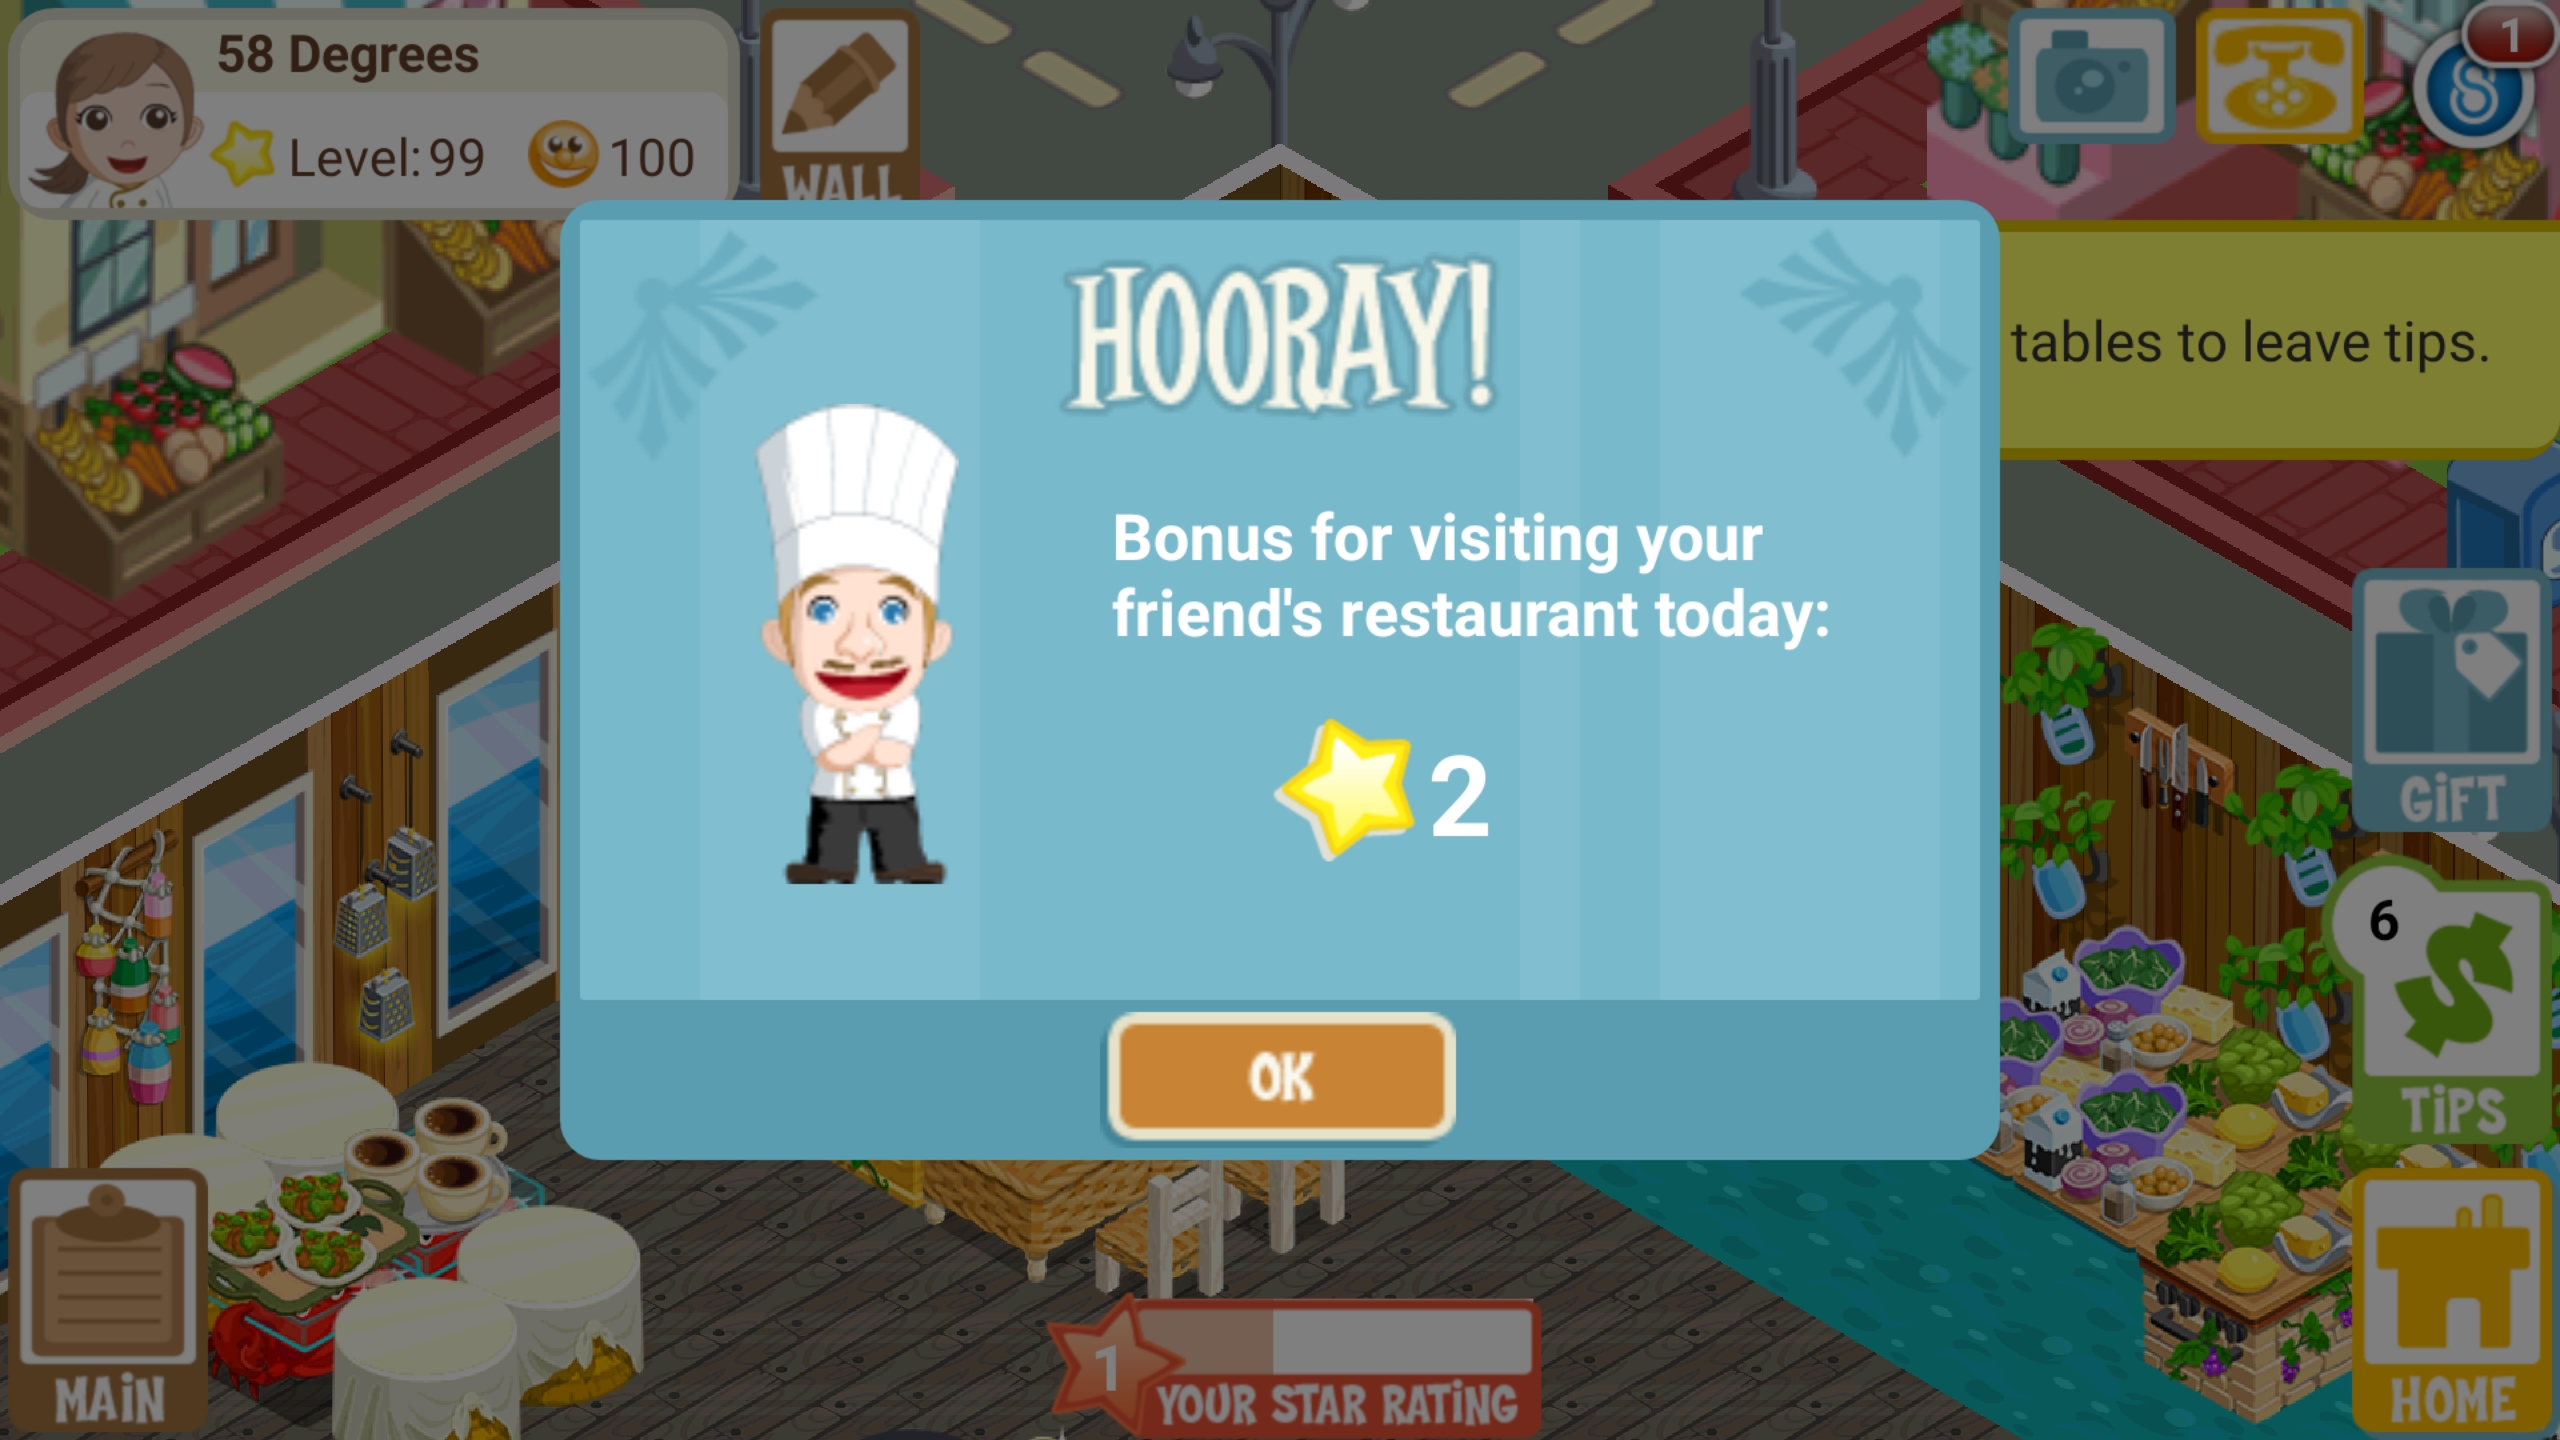 58 Degrees
Level: 99
100
WALL
1
HOORAY!
tables to leave tips.
Bonus for visiting your
friend's restaurant today:
2
GIFT
6
TIPS
OK
MAIN
1
YOUR STAR RATING
HOME